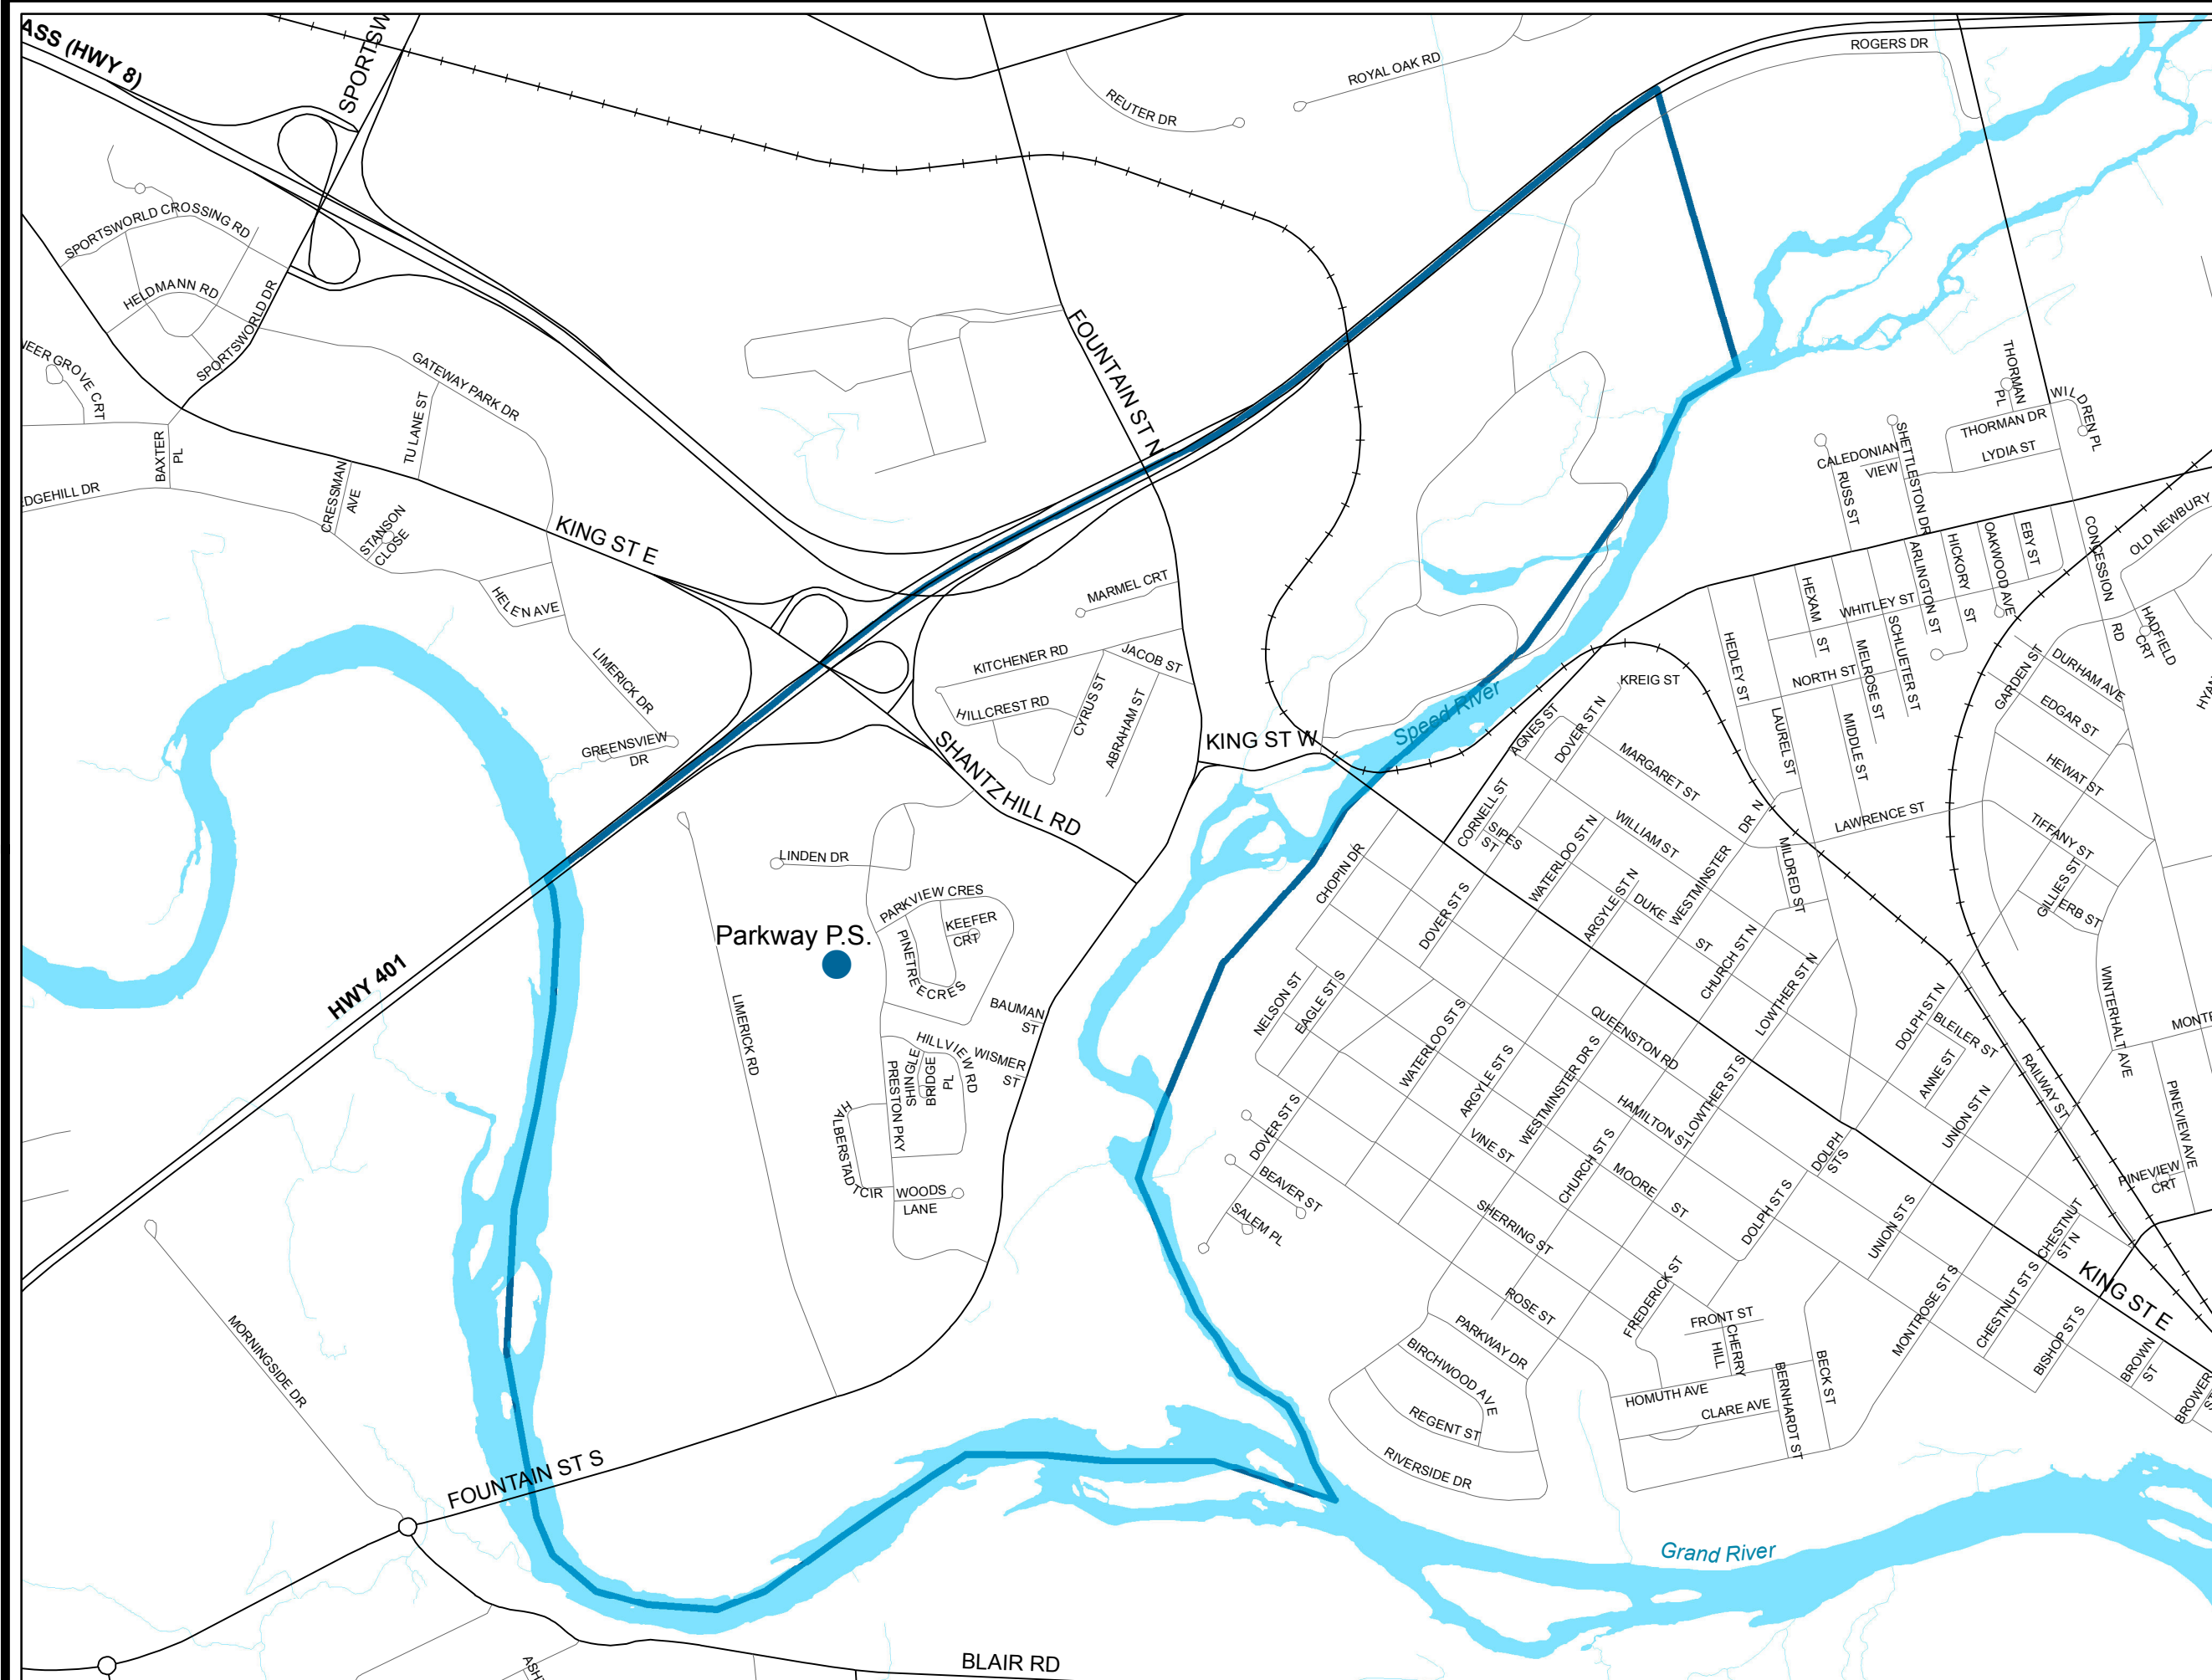 ASS (HWY 8)
SPORTSW
ROGERS DR
ROYAL OAK RD
REUTER DR
SPORTSWORLD CROSSING RD
HELDMANN RD
SPORTSWORLD DR
GATEWAY PARK DR
FOUNTAIN ST N
NEER GROVE CRT
TU LANE ST
BAXTER
PL
DGEHILL DR
CRESSMAN
AVE
STANSON
CLOSE
KING ST E
HELEN AVE
LIMERICK DR
GREENSVIEW
DR
MARMEL CRT
KITCHENER RD
JACOB ST
HILLCREST RD
CYRUS ST
ABRAHAM ST
SHANTZ HILL RD
KING ST W
Speed River
THORMAN
PL
WILDREN PL
THORMAN DR
LYDIA ST
CALEDONIAN
VIEW
SHETTLESTON DR
RUSS ST
ARLINGTON ST
HICKORY
ST
OAKWOOD AVE
EBY ST
CONCESSION
RD
OLD NEWBURY
HEXAM
ST
WHITLEY ST
SCHLUETER ST
MELROSE ST
NORTH ST
MIDDLE ST
HEDLEY ST
LAUREL ST
HADFIELD
CRT
HYAN
DURHAM AVE
GARDEN ST
EDGAR ST
HEWAT ST
TIFFANY ST
GILLIES ST
ERB ST
KREIG ST
AGNES ST
DOVER ST N
MARGARET ST
CORNELL ST
SIPES
ST
WATERLOO ST N
WILLIAM ST
WESTMINSTER
DR N
LAWRENCE ST
MILDRED ST
CHOPIN DR
DOVER ST S
ARGYLE ST N
DUKE
ST
CHURCH ST N
LOWTHER ST N
LINDEN DR
PARKVIEW CRES
KEEFER
CRT
PINETREE CRES
Parkway P.S.
HWY 401
LIMERICK RD
BAUMAN
ST
HILLVIEW RD
WISMER
ST
SHINGLE
BRIDGE
PL
PRESTON PKY
HALBERSTADT CIR
WOODS
LANE
NELSON ST
EAGLE ST S
WATERLOO ST S
QUEENSTON RD
ARGYLE ST S
WESTMINSTER DR S
HAMILTON ST
LOWTHER ST S
VINE ST
CHURCH ST S
MOORE
ST
DOLPH
ST S
DOLPH ST S
DOLPH ST N
BLEILER ST
ANNE ST
UNION ST N
RAILWAY ST
WINTERHALT AVE
MONTE
PINEVIEW AVE
PINEVIEW
CRT
DOVER ST S
BEAVER ST
SALEM PL
SHERRING ST
ROSE ST
FREDERICK ST
FRONT ST
CHERRY
HILL
UNION ST S
MONTROSE ST S
CHESTNUT ST S
CHESTNUT
ST N
BISHOP ST S
KING ST E
BROWN
ST
BROWER
ST
PARKWAY DR
BIRCHWOOD AVE
REGENT ST
RIVERSIDE DR
HOMUTH AVE
CLARE AVE
BERNHARDT ST
BECK ST
MORNINGSIDE DR
FOUNTAIN ST S
Grand River
BLAIR RD
ASH